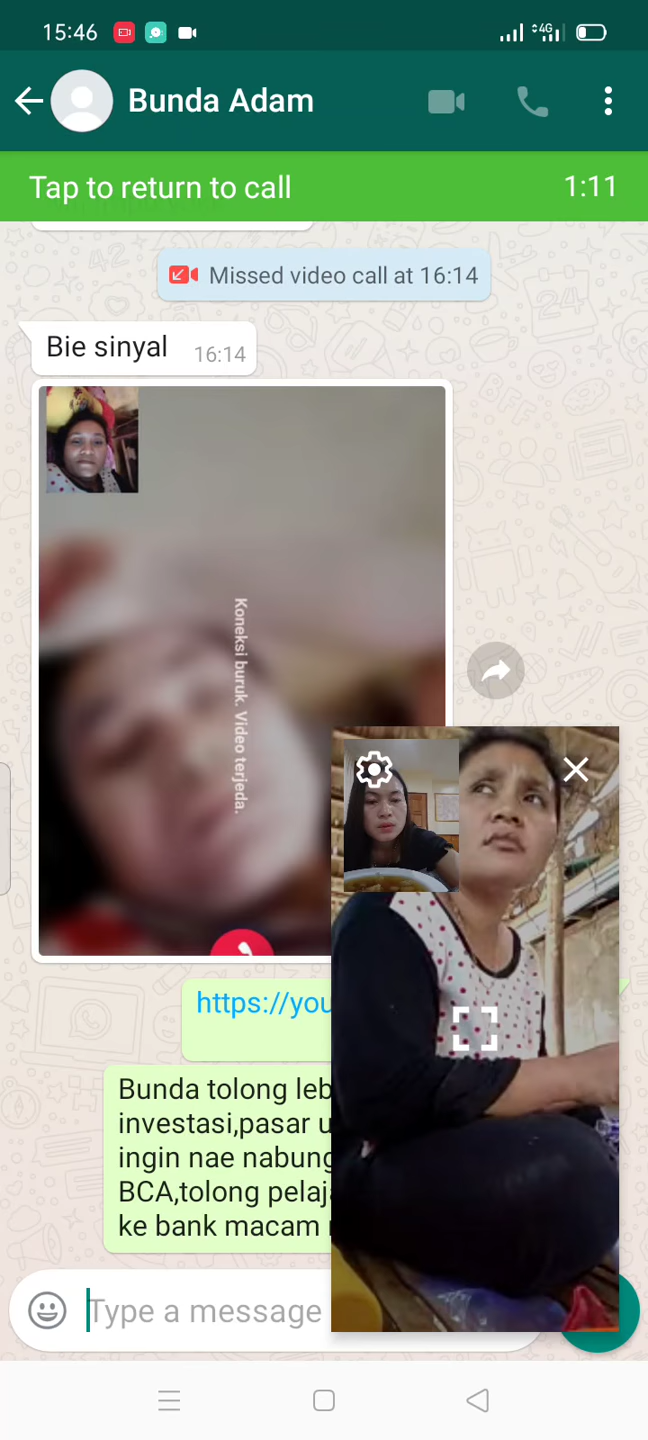 15:46
4G
Bunda Adam
Tap to return to call 1:11
Missed video call at 16:14
Bie sinyal 16:14
Koneksi buruk. Video terjeda.
https://you
Bunda tolong leb
investasi,pasar u
ingin nae nabung
BCA,tolong pelaja
ke bank macam
Type a message